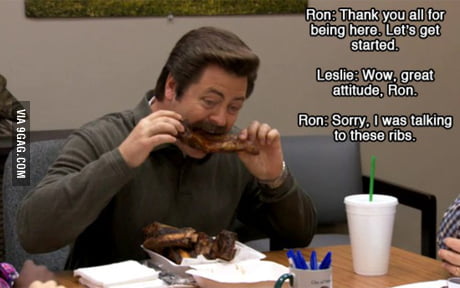 Ron: Thank you all for
being here. Let's get
started.
Leslie: Wow, great
attitude, Ron.
Ron: Sorry, I was talking
to these ribs.
VIA 9GAG.COM